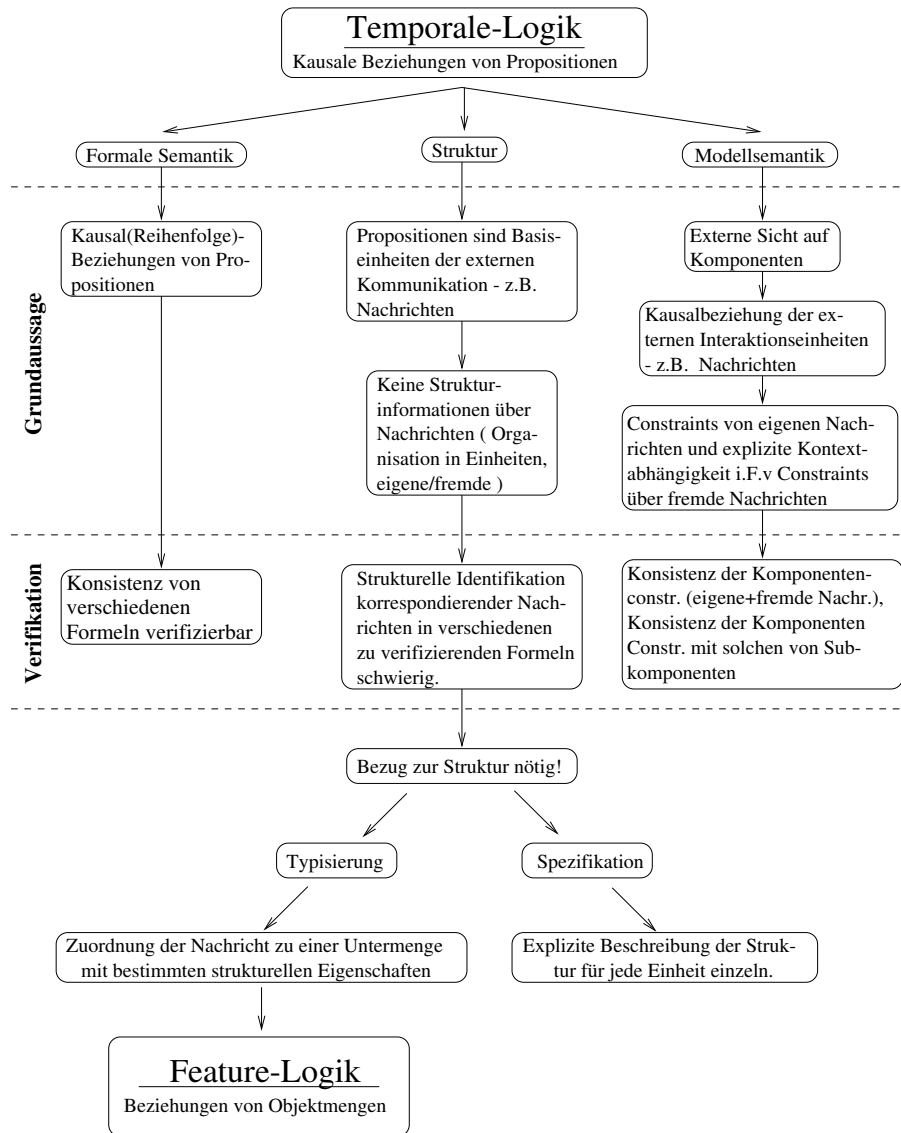 Temporale-Logik
Kausale Beziehungen von Propositionen
Formale Semantik
Struktur
Modellsemantik
Grundaussage
Kausal(Reihenfolge)-
Beziehungen von Pro-
positionen
Propositionen sind Basis-
einheiten der externen
Kommunikation - z.B.
Nachrichten
Keine Struktur-
informationen über
Nachrichten ( Orga-
nisation in Einheiten,
eigene/fremde )
Externe Sicht auf
Komponenten
Kausalbeziehung der ex-
ternen Interaktionseinheiten
- z.B. Nachrichten
Constraints von eigenen Nach-
richten und explizite Kontext-
abhängigkeit i.F.v Constraints
über fremde Nachrichten
Verifikation
Konsistenz von
verschiedenen
Formeln verifizierbar
Strukturelle Identifikation
korrespondierender Nach-
richten in verschiedenen
zu verifizierenden Formeln
schwierig.
Konsistenz der Komponenten-
constr. (eigene+fremde Nachr.),
Konsistenz der Komponenten
Constr. mit solchen von Sub-
komponenten
Bezug zur Struktur nötig!
Typisierung
Spezifikation
Zuordnung der Nachricht zu einer Untermenge
mit bestimmten strukturellen Eigenschaften
Explizite Beschreibung der Struk-
tur für jede Einheit einzeln.
Feature-Logik
Beziehungen von Objektmengen